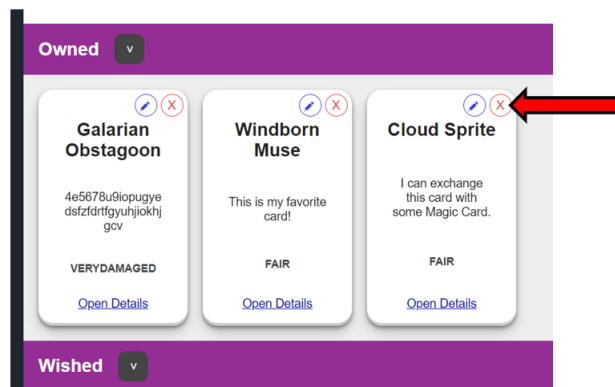 Owned v
X
Galarian
Obstagoon
4e5678u9iopugye
dsfzfdrtfgyuhjiokhj
gcv
VERYDAMAGED
Open Details
X
Windborn
Muse
This is my favorite
card!
FAIR
Open Details
X
Cloud Sprite
I can exchange
this card with
some Magic Card.
FAIR
Open Details
Wished v